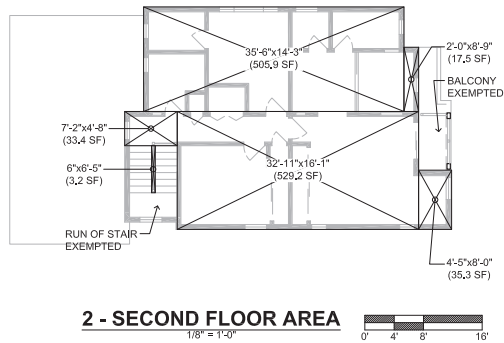 35'-6"x14'-3"
(505.9 SF)
2'-0"x8'-9"
(17.5 SF)
BALCONY
EXEMPTED
7'-2"x4'-8"
(33.4 SF)
6"x6'-5"
(3.2 SF)
32'-11"x16'-1"
(529.2 SF)
RUN OF STAIR
EXEMPTED
4'-5"x8'-0"
(35.3 SF)
2 - SECOND FLOOR AREA
1/8" = 1'-0"
0' 4' 8' 16'